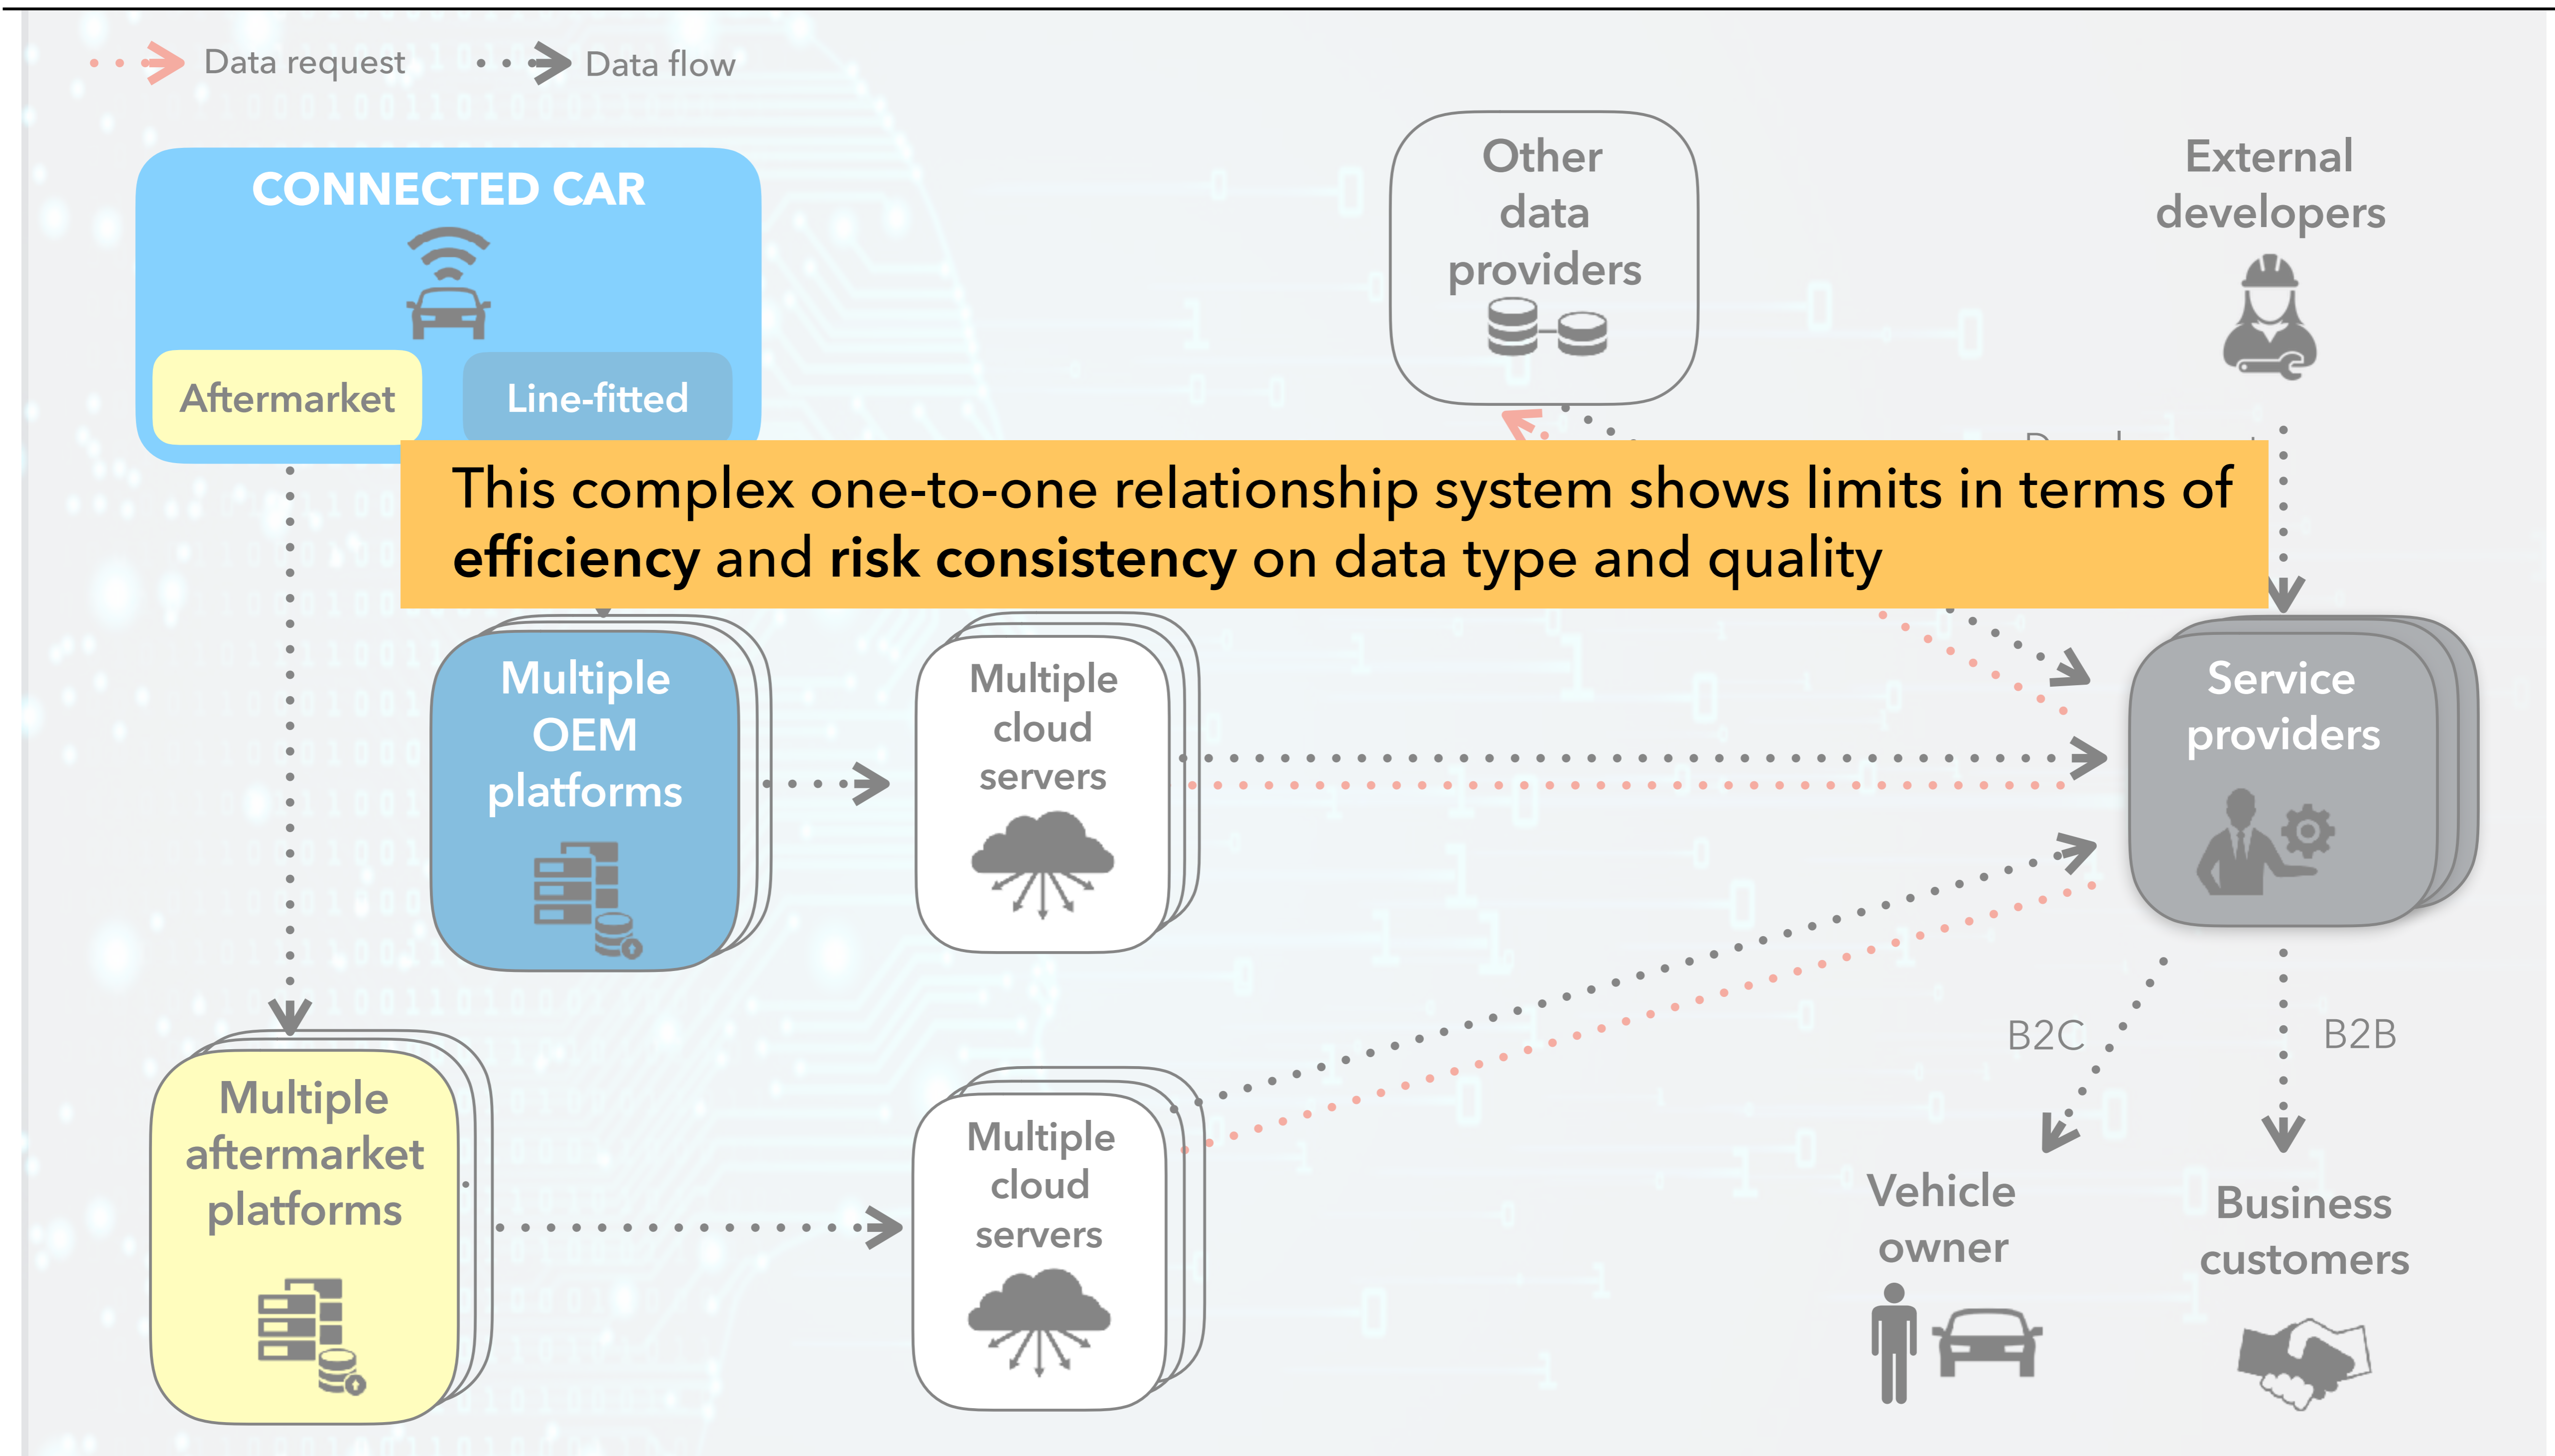 Data request
Data flow
CONNECTED CAR
Aftermarket
Line-fitted
Other
data
providers
External
developers
This complex one-to-one relationship system shows limits in terms of
efficiency and risk consistency on data type and quality
Multiple
OEM
platforms
Multiple
cloud
servers
Service
providers
Multiple
aftermarket
platforms
Multiple
cloud
servers
B2C
B2B
Vehicle
owner
Business
customers